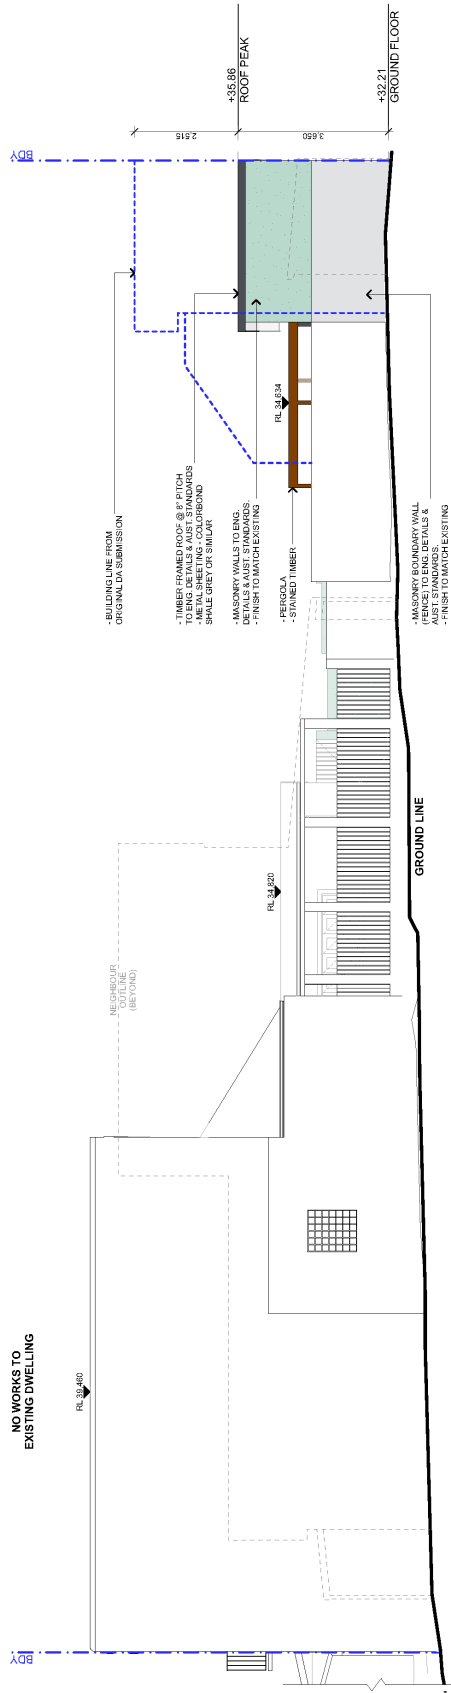 NO WORKS TO
EXISTING DWELLING
RL 39.460
NEIGHBOUR
OUTLINE
(BEYOND)
RL 34.820
- BUILDING LINE FROM
ORIGINAL DA SUBMISSION
- TIMBER FRAMED ROOF @ 8° PITCH
TO ENG. DETAILS & AUST. STANDARDS
- METAL SHEETING - COLORBOND
SHALE GREY OR SIMILAR
- MASONRY WALLS TO ENG.
DETAILS & AUST. STANDARDS.
- FINISH TO MATCH EXISTING
- PERGOLA
- STAINED TIMBER
RL 34.634
- MASONRY BOUNDARY WALL
(FENCE) TO ENG. DETAILS &
AUST. STANDARDS.
- FINISH TO MATCH EXISTING
GROUND LINE
BDY
BDY
2,515
3,650
+35.86
ROOF PEAK
+32.21
GROUND FLOOR